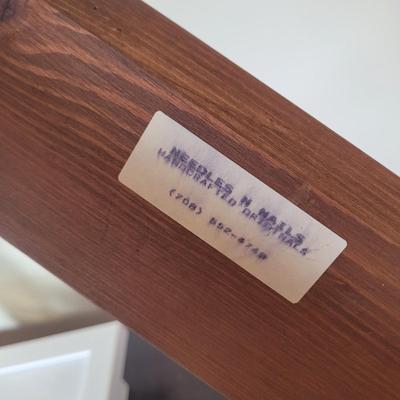 NEEDLES N NAILS
HANDCRAFTED ORIGINALS
(708)